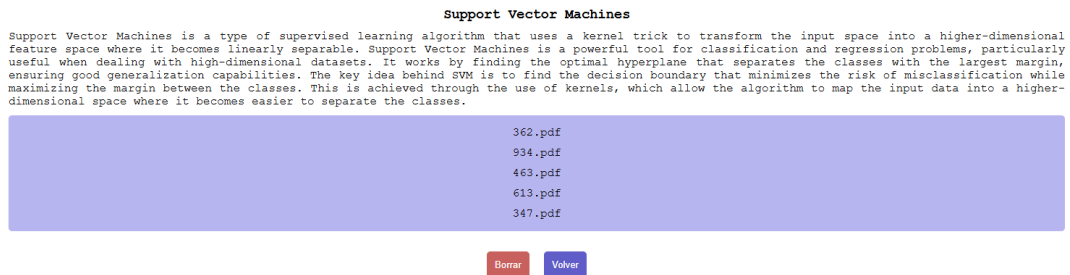 Support Vector Machines
Support Vector Machines is a type of supervised learning algorithm that uses a kernel trick to transform the input space into a higher-dimensional
feature space where it becomes linearly separable. Support Vector Machines is a powerful tool for classification and regression problems, particularly
useful when dealing with high-dimensional datasets. It works by finding the optimal hyperplane that separates the classes with the largest margin,
ensuring good generalization capabilities. The key idea behind SVM is to find the decision boundary that minimizes the risk of misclassification while
maximizing the margin between the classes. This is achieved through the use of kernels, which allow the algorithm to map the input data into a higher-
dimensional space where it becomes easier to separate the classes.
362.pdf
934.pdf
463.pdf
613.pdf
347.pdf
Borrar Volver